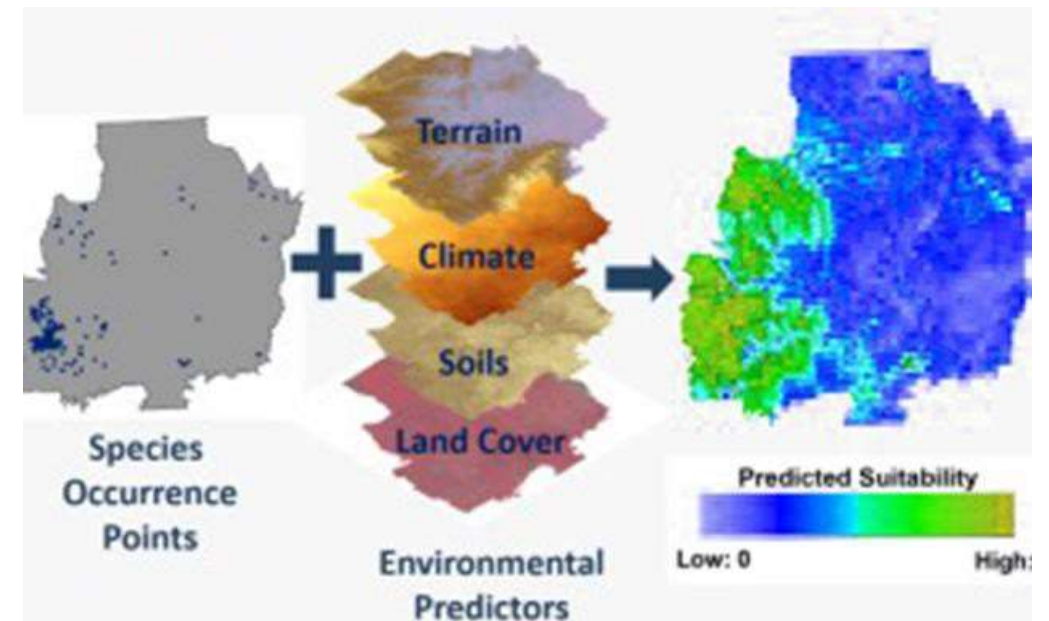 Species
Occurrence
Points
Terrain
Climate
Soils
Land Cover
Environmental
Predictors
Predicted Suitability
Low: 0
High: